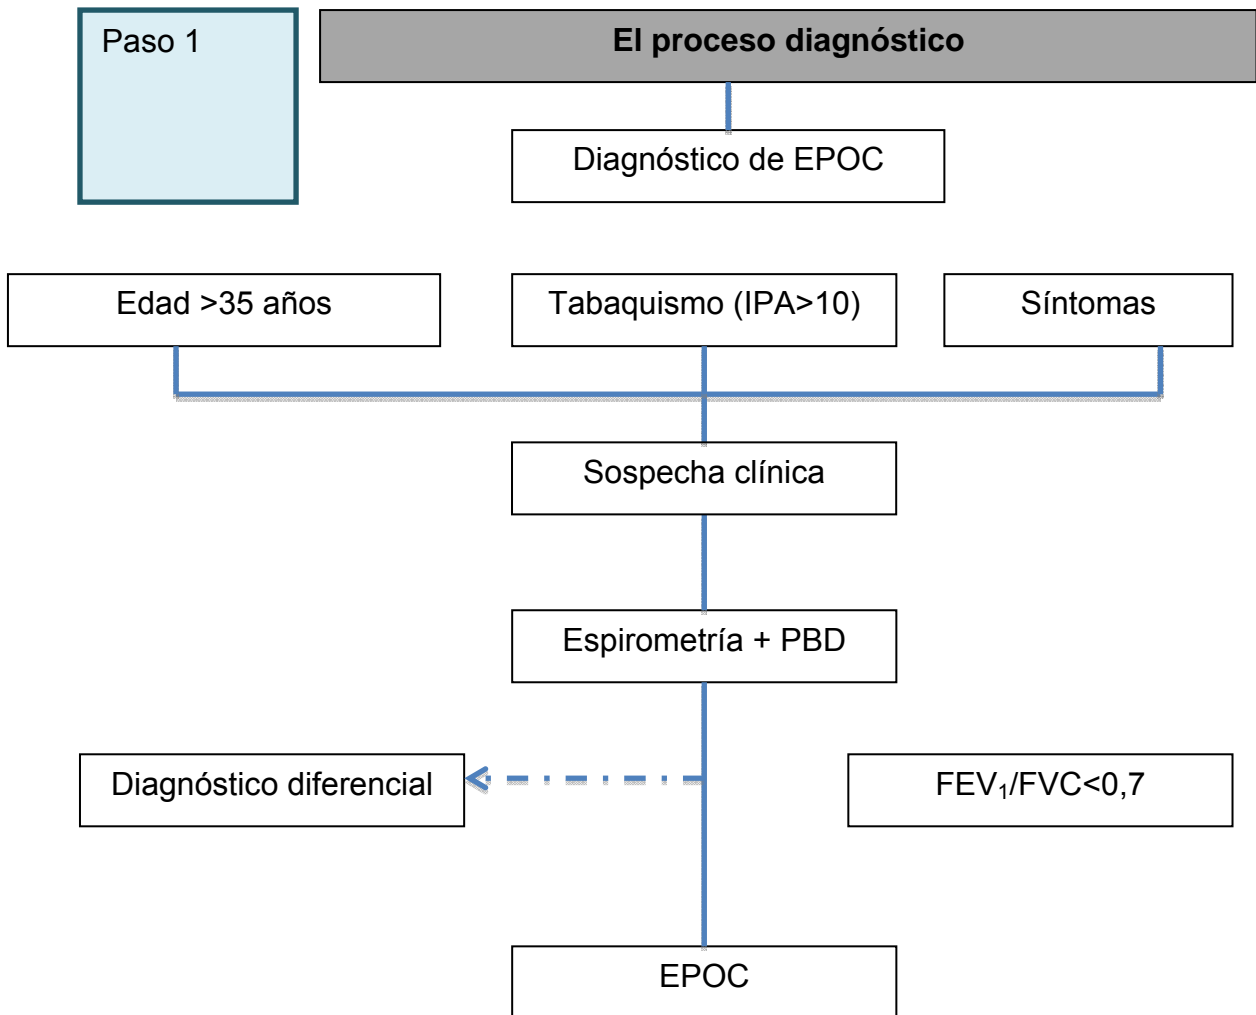 Paso 1
El proceso diagnóstico
Diagnóstico de EPOC
Edad >35 años
Tabaquismo (IPA>10)
Síntomas
Sospecha clínica
Espirometría + PBD
Diagnóstico diferencial
FEV₁/FVC<0,7
EPOC